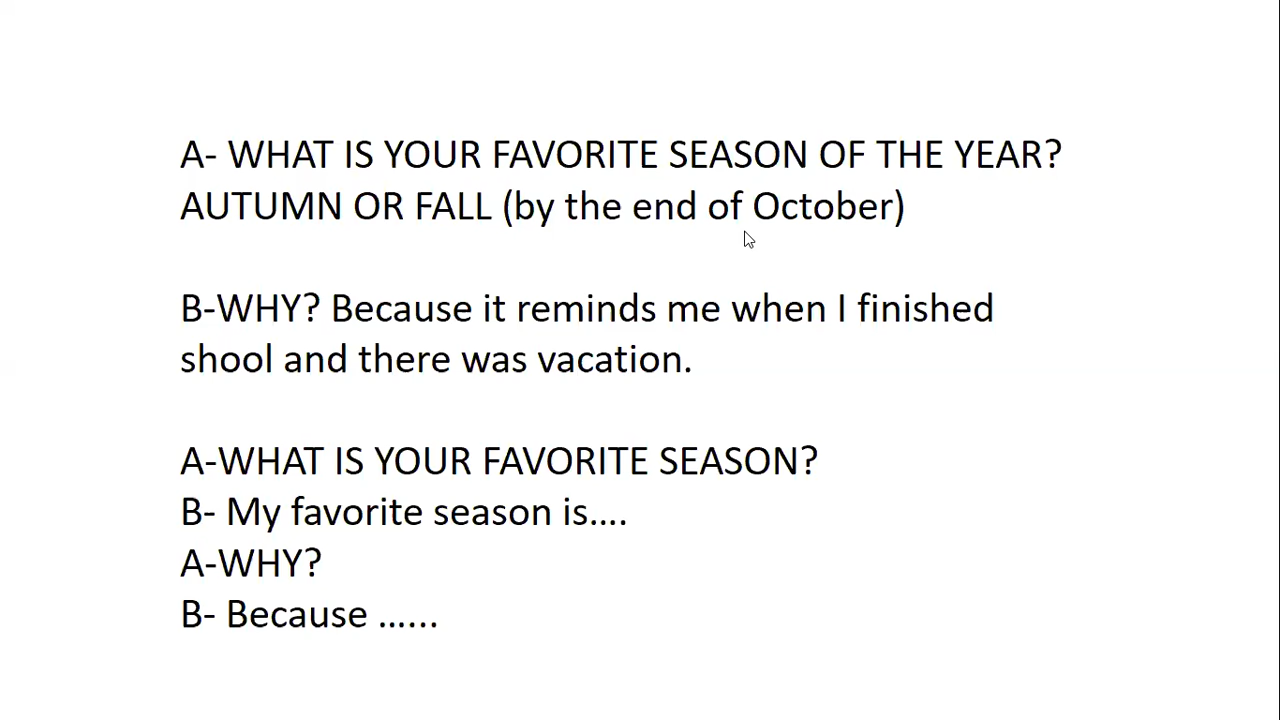 A- WHAT IS YOUR FAVORITE SEASON OF THE YEAR?
AUTUMN OR FALL (by the end of October)
B-WHY? Because it reminds me when I finished
shool and there was vacation.
A-WHAT IS YOUR FAVORITE SEASON?
B- My favorite season is....
A-WHY?
B- Because ......